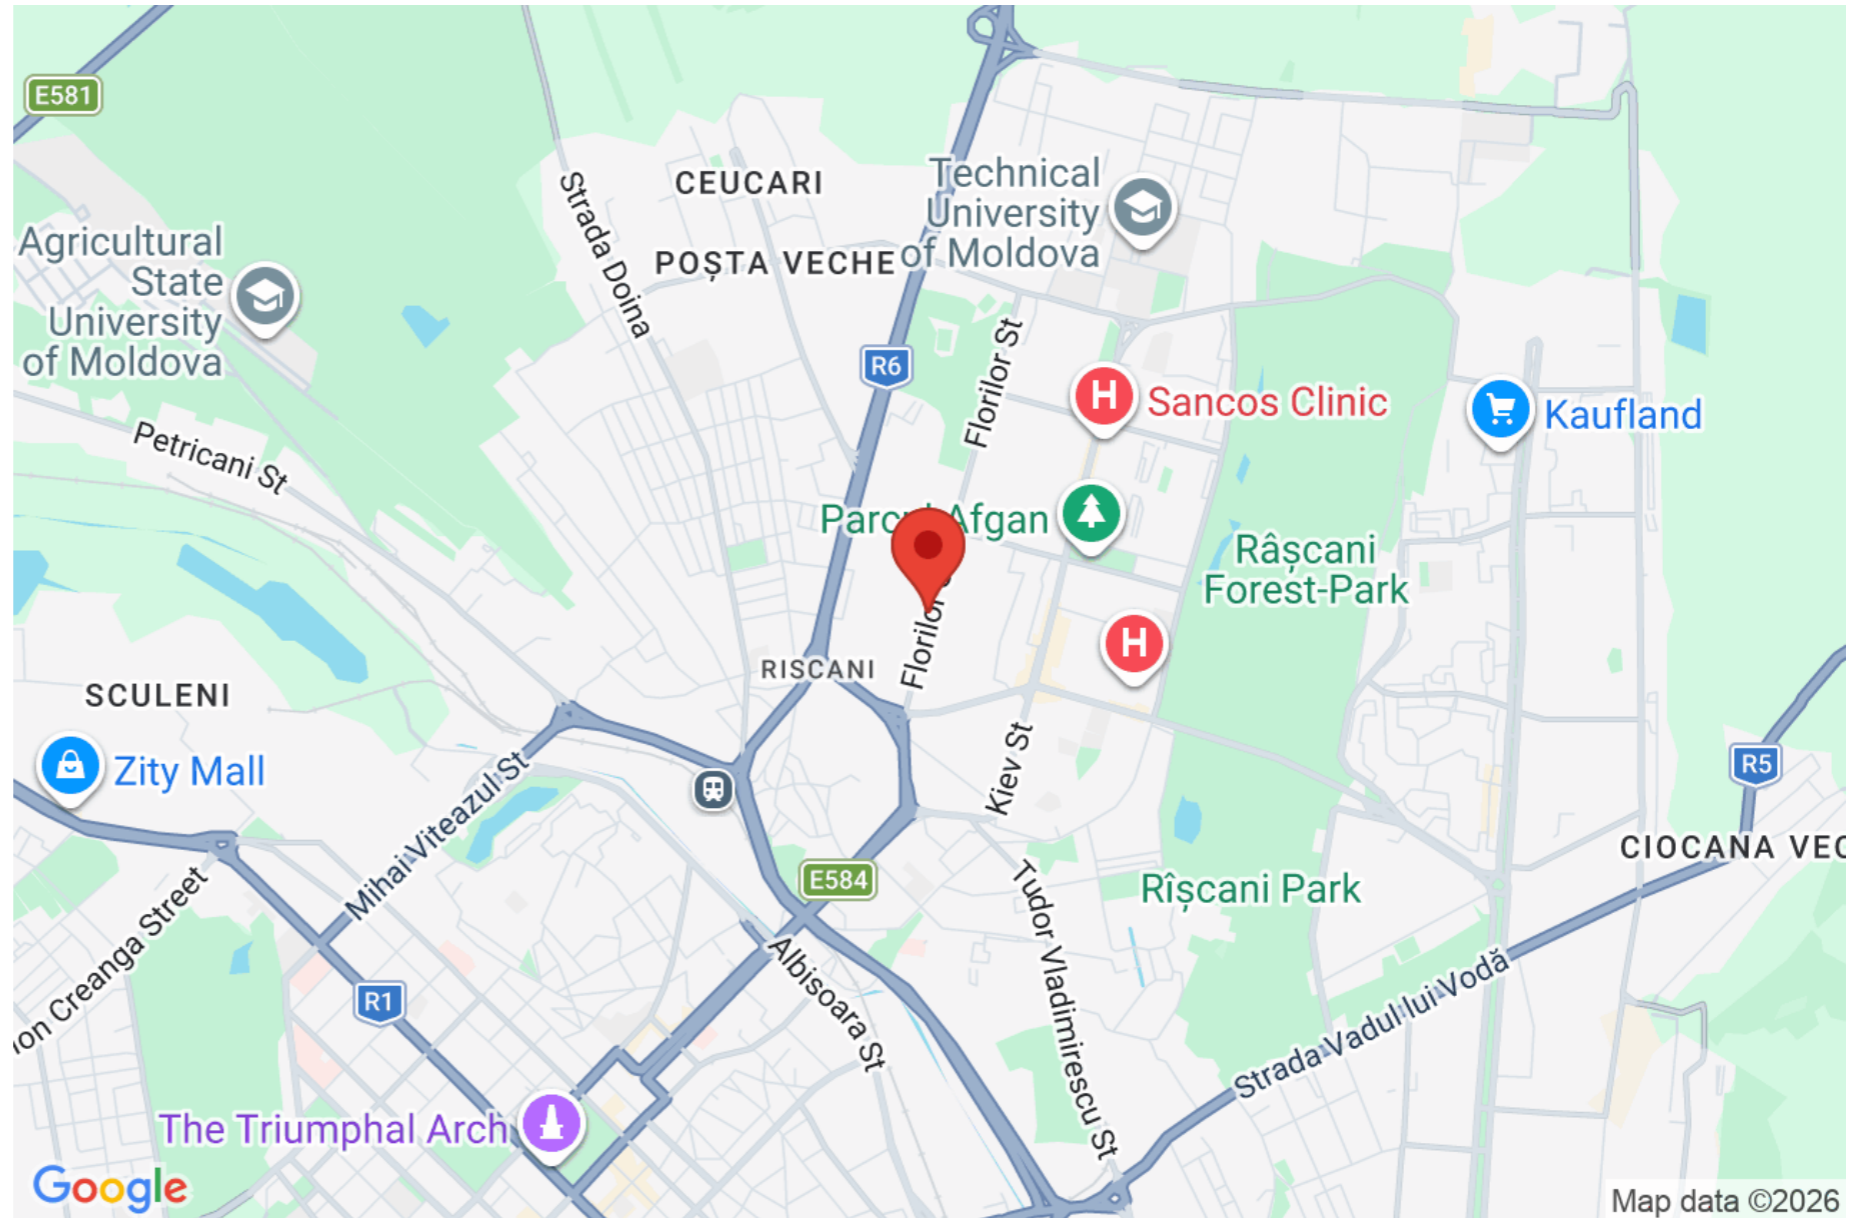 E581
CEUCARI
Technical
University
of Moldova
Strada Doina
POȘTA VECHE
Agricultural
State
University
of Moldova
R6
Florilor St
Sancos Clinic
Kaufland
Petricani St
Afgan
Râșcani
Forest-Park
Florilor
RISCANI
SCULENI
Zity Mall
Mihai Viteazul St
Kiev St
R5
CIOCANA VEC
E584
Rîșcani Park
Ion Creanga Street
Tudor Vladimirescu St
Albisoara St
R1
Strada Vadul lui Vodă
The Triumphal Arch
Google
Map data ©2026